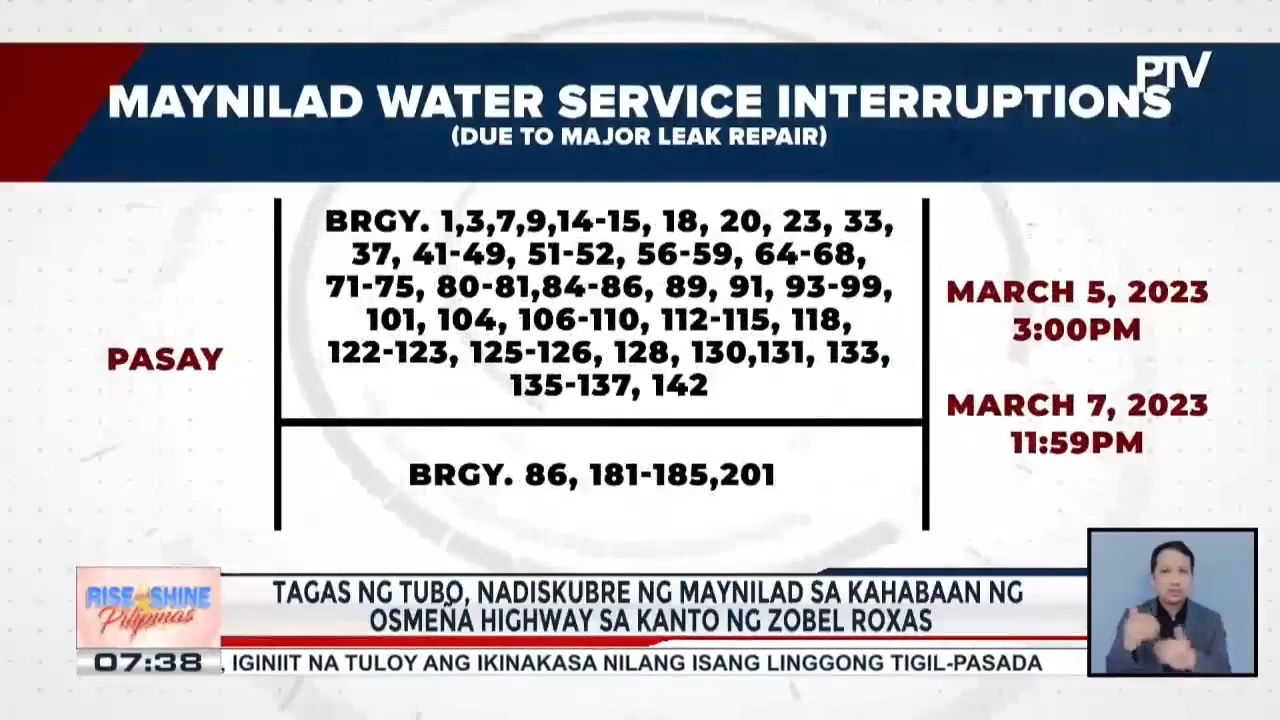 PTV
MAYNILAD WATER SERVICE INTERRUPTIONS
(DUE TO MAJOR LEAK REPAIR)
PASAY
BRGY. 1,3,7,9,14-15, 18, 20, 23, 33,
37, 41-49, 51-52, 56-59, 64-68,
71-75, 80-81,84-86, 89, 91, 93-99,
101, 104, 106-110, 112-115, 118,
122-123, 125-126, 128, 130,131, 133,
135-137, 142
BRGY. 86, 181-185,201
MARCH 5, 2023
3:00PM
MARCH 7, 2023
11:59PM
RISE SHINE
Pilipinas
TAGAS NG TUBO, NADISKUBRE NG MAYNILAD SA KAHABAAN NG
OSMEÑA HIGHWAY SA KANTO NG ZOBEL ROXAS
07:38
, IGINIIT NA TULOY ANG IKINAKASA NILANG ISANG LINGGONG TIGIL-PASADA